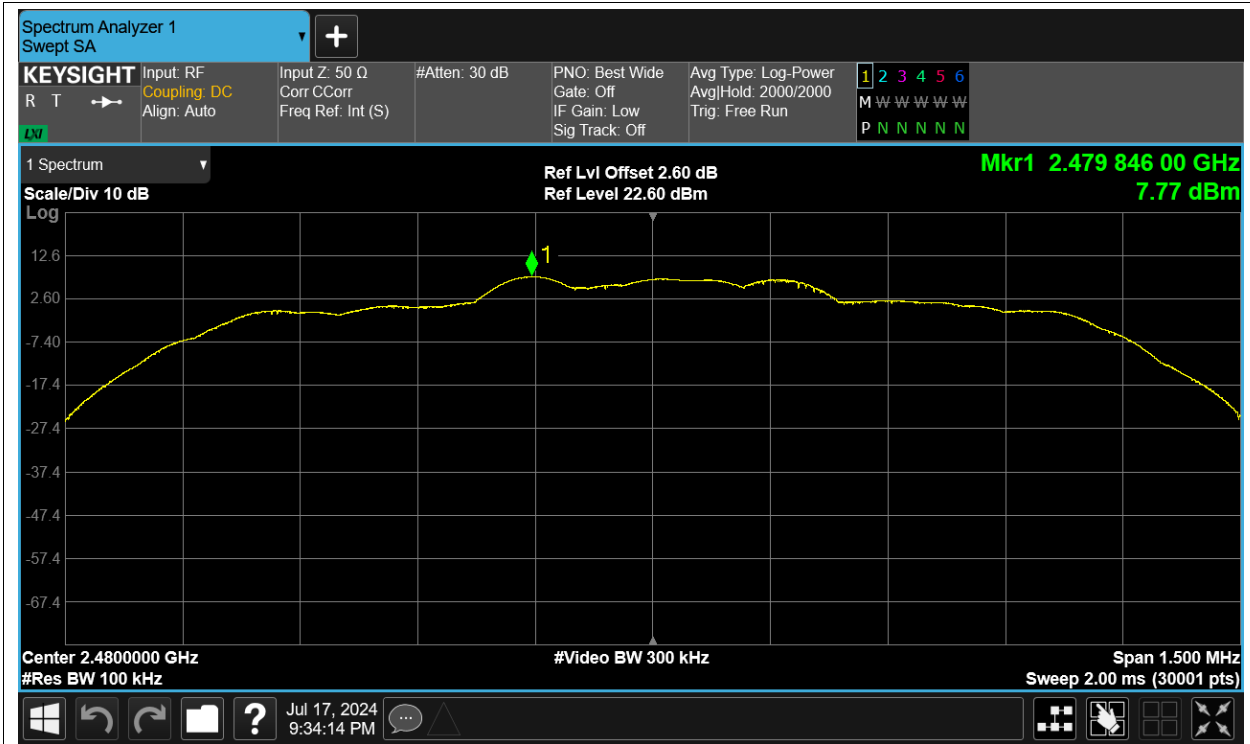 Spectrum Analyzer 1
Swept SA
KEYSIGHT
R T
LXI
Input: RF
Coupling: DC
Align: Auto
Input Z: 50 Ω
Corr CCorr
Freq Ref: Int (S)
#Atten: 30 dB
PNO: Best Wide
Gate: Off
IF Gain: Low
Sig Track: Off
Avg Type: Log-Power
Avg|Hold: 2000/2000
Trig: Free Run
1 2 3 4 5 6
M W W W W W
P N N N N N
1 Spectrum
Scale/Div 10 dB
Log
Ref Lvl Offset 2.60 dB
Ref Level 22.60 dBm
Mkr1 2.479 846 00 GHz
7.77 dBm
1
12.6
2.60
-7.40
-17.4
-27.4
-37.4
-47.4
-57.4
-67.4
Center 2.4800000 GHz
#Res BW 100 kHz
#Video BW 300 kHz
Span 1.500 MHz
Sweep 2.00 ms (30001 pts)
?
Jul 17, 2024
9:34:14 PM